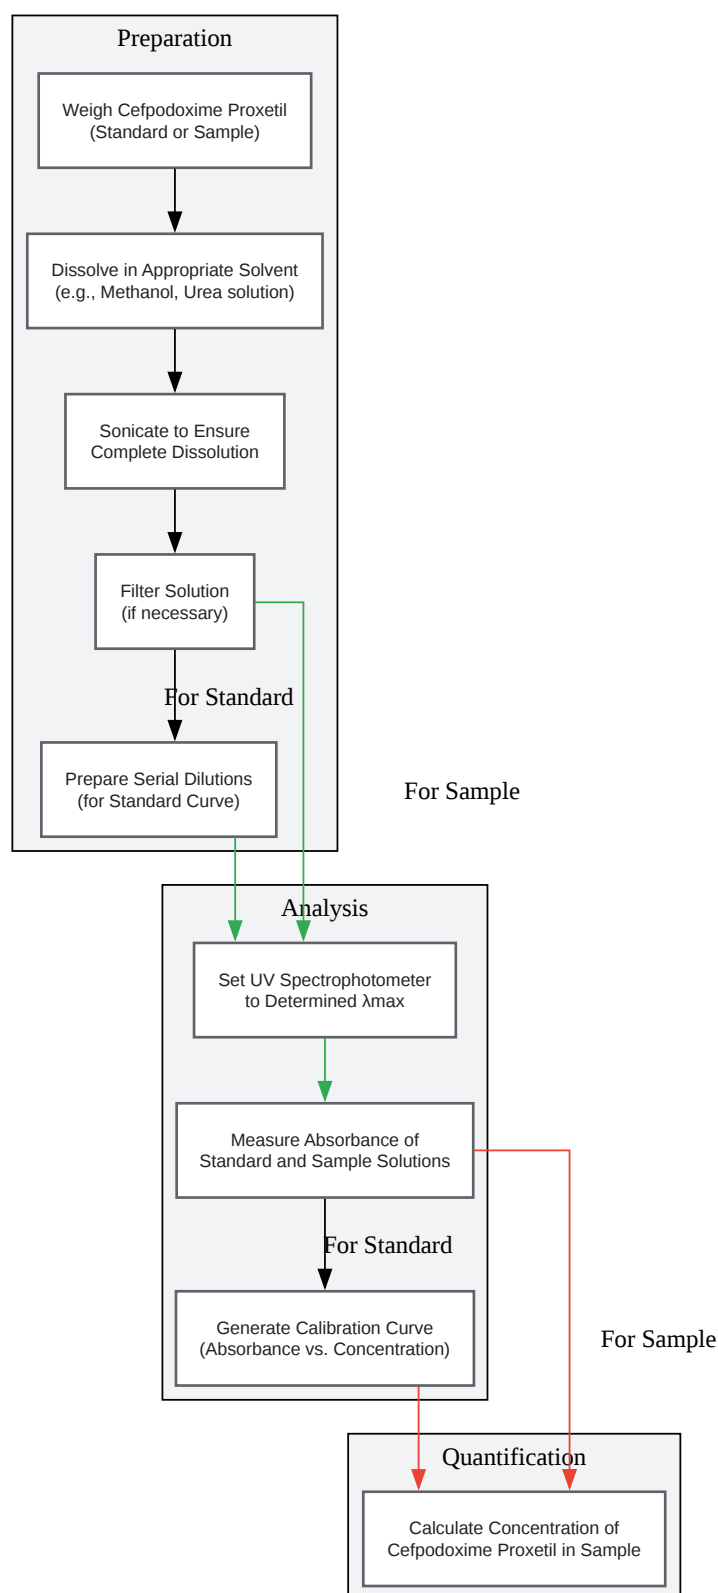 Preparation
Weigh Cefpodoxime Proxetil
(Standard or Sample)
Dissolve in Appropriate Solvent
(e.g., Methanol, Urea solution)
Sonicate to Ensure
Complete Dissolution
Filter Solution
(if necessary)
For Standard
Prepare Serial Dilutions
(for Standard Curve)
For Sample
Analysis
Set UV Spectrophotometer
to Determined λmax
Measure Absorbance of
Standard and Sample Solutions
For Standard
Generate Calibration Curve
(Absorbance vs. Concentration)
For Sample
Quantification
Calculate Concentration of
Cefpodoxime Proxetil in Sample